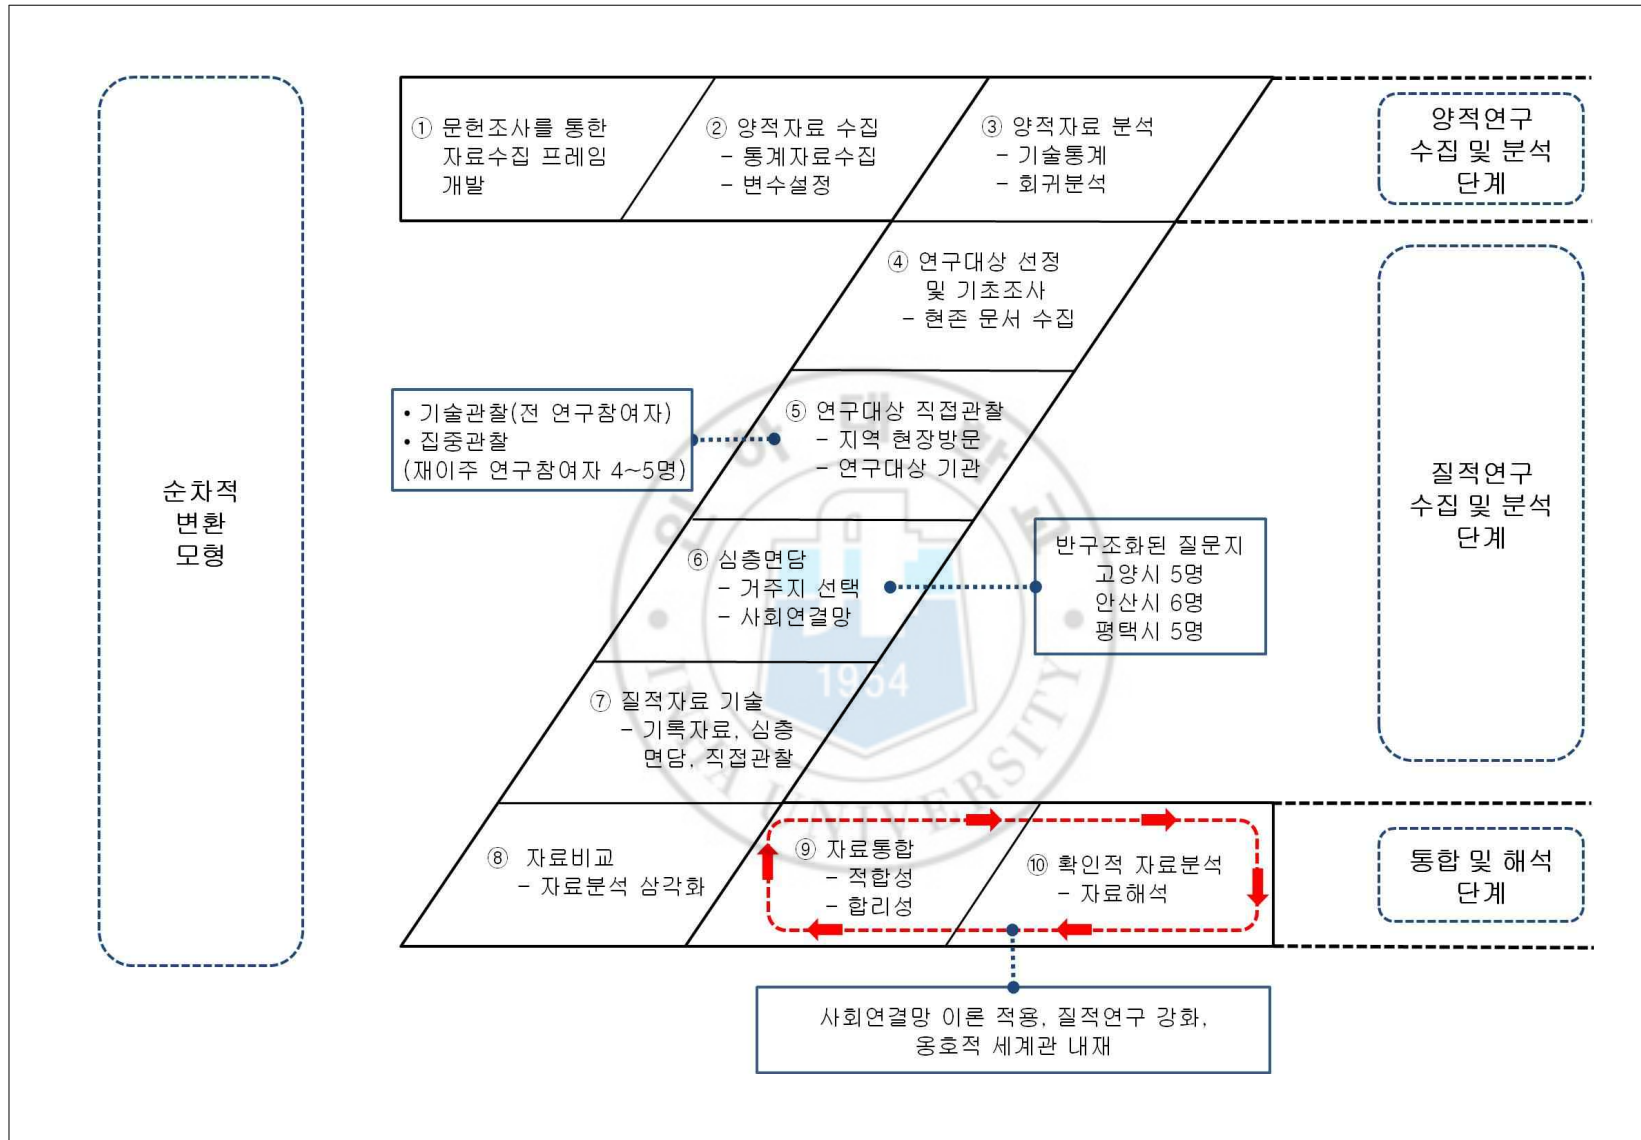 순차적
변환
모형
① 문헌조사를 통한
자료수집 프레임
개발
② 양적자료 수집
- 통계자료수집
- 변수설정
③ 양적자료 분석
- 기술통계
- 회귀분석
양적연구
수집 및 분석
단계
④ 연구대상 선정
및 기초조사
- 현존 문서 수집
• 기술관찰(전 연구참여자)
• 집중관찰
(재이주 연구참여자 4~5명)
⑤ 연구대상 직접관찰
- 지역 현장방문
- 연구대상 기관
⑥ 심층면담
- 거주지 선택
- 사회연결망
반구조화된 질문지
고양시 5명
안산시 6명
평택시 5명
⑦ 질적자료 기술
- 기록자료, 심층
면담, 직접관찰
질적연구
수집 및 분석
단계
⑧ 자료비교
- 자료분석 삼각화
⑨ 자료통합
- 적합성
- 합리성
⑩ 확인적 자료분석
- 자료해석
통합 및 해석
단계
사회연결망 이론 적용, 질적연구 강화,
옹호적 세계관 내재
인하대학교
1954
INHA UNIVERSITY